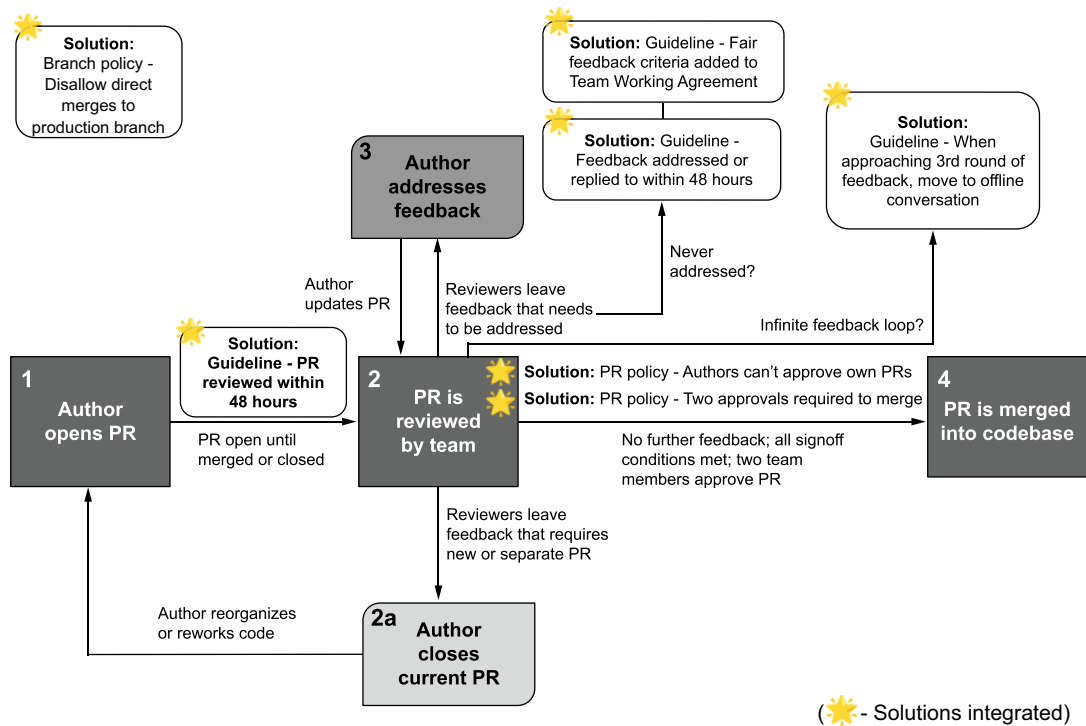 Solution:
Branch policy -
Disallow direct
merges to
production branch
Solution: Guideline - Fair
feedback criteria added to
Team Working Agreement
Solution: Guideline -
Feedback addressed or
replied to within 48 hours
Solution:
Guideline - When
approaching 3rd round of
feedback, move to offline
conversation
3
Author
addresses
feedback
Never
addressed?
Author
updates PR
Reviewers leave
feedback that needs
to be addressed
Infinite feedback loop?
Solution:
Guideline - PR
reviewed within
48 hours
1
Author
opens PR
PR open until
merged or closed
2
PR is
reviewed
by team
Solution: PR policy - Authors can’t approve own PRs
Solution: PR policy - Two approvals required to merge
No further feedback; all signoff
conditions met; two team
members approve PR
4
PR is merged
into codebase
Reviewers leave
feedback that requires
new or separate PR
Author reorganizes
or reworks code
2a
Author
closes
current PR
( - Solutions integrated)